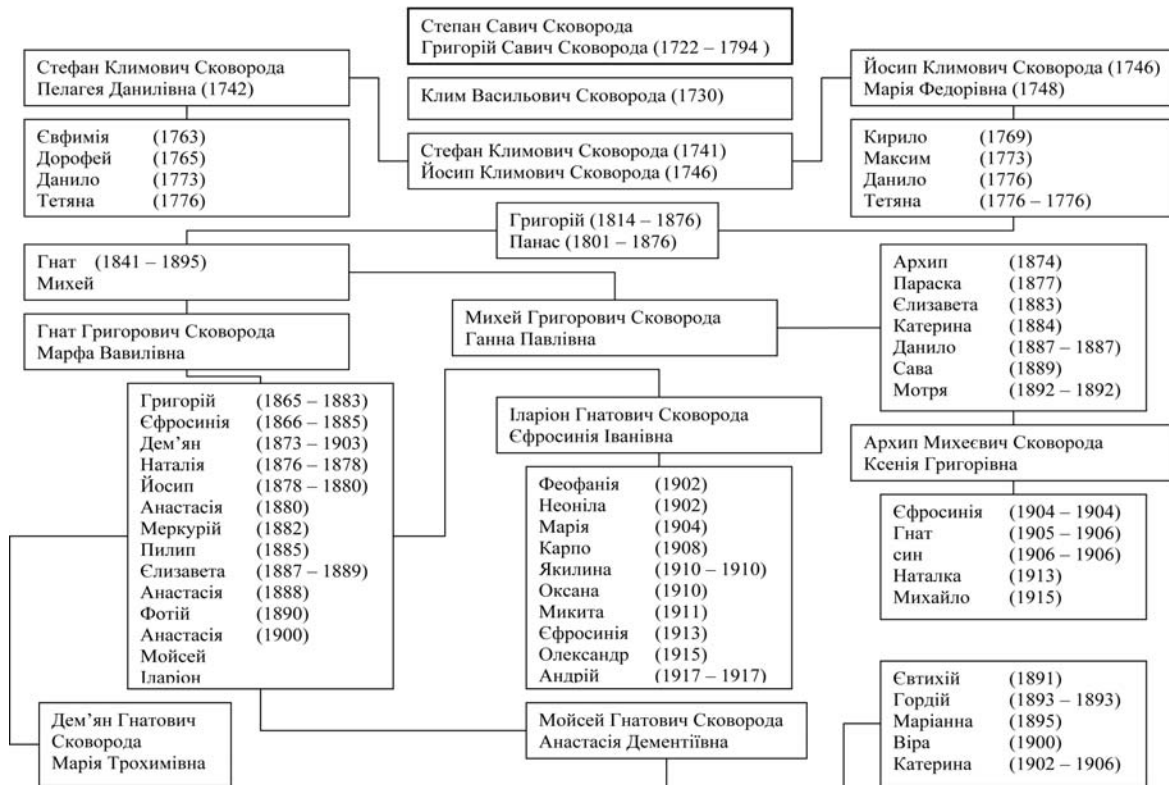 Степан Савич Сковорода
Григорій Савич Сковорода (1722 – 1794 )
Стефан Климович Сковорода
Пелагея Данилівна (1742)
Клим Васильович Сковорода (1730)
Йосип Климович Сковорода (1746)
Марія Федорівна (1748)
Євфимія (1763)
Дорофей (1765)
Данило (1773)
Тетяна (1776)
Стефан Климович Сковорода (1741)
Йосип Климович Сковорода (1746)
Кирило (1769)
Максим (1773)
Данило (1776)
Тетяна (1776 – 1776)
Григорій (1814 – 1876)
Панас (1801 – 1876)
Гнат (1841 – 1895)
Михей
Гнат Григорович Сковорода
Марфа Вавилівна
Михей Григорович Сковорода
Ганна Павлівна
Архип (1874)
Параска (1877)
Єлизавета (1883)
Катерина (1884)
Данило (1887 – 1887)
Сава (1889)
Мотря (1892 – 1892)
Григорій (1865 – 1883)
Єфросинія (1866 – 1885)
Дем’ян (1873 – 1903)
Наталія (1876 – 1878)
Йосип (1878 – 1880)
Анастасія (1880)
Меркурій (1882)
Пилип (1885)
Єлизавета (1887 – 1889)
Анастасія (1888)
Фотій (1890)
Анастасія (1900)
Мойсей
Іларіон
Іларіон Гнатович Сковорода
Єфросинія Іванівна
Феофанія (1902)
Неоніла (1902)
Марія (1904)
Карпо (1908)
Якилина (1910 – 1910)
Оксана (1910)
Микита (1911)
Єфросинія (1913)
Олександр (1915)
Андрій (1917 – 1917)
Архип Михеєвич Сковорода
Ксенія Григорівна
Єфросинія (1904 – 1904)
Гнат (1905 – 1906)
син (1906 – 1906)
Наталка (1913)
Михайло (1915)
Дем’ян Гнатович
Сковорода
Марія Трохимівна
Мойсей Гнатович Сковорода
Анастасія Дементіївна
Євтихій (1891)
Гордій (1893 – 1893)
Маріанна (1895)
Віра (1900)
Катерина (1902 – 1906)